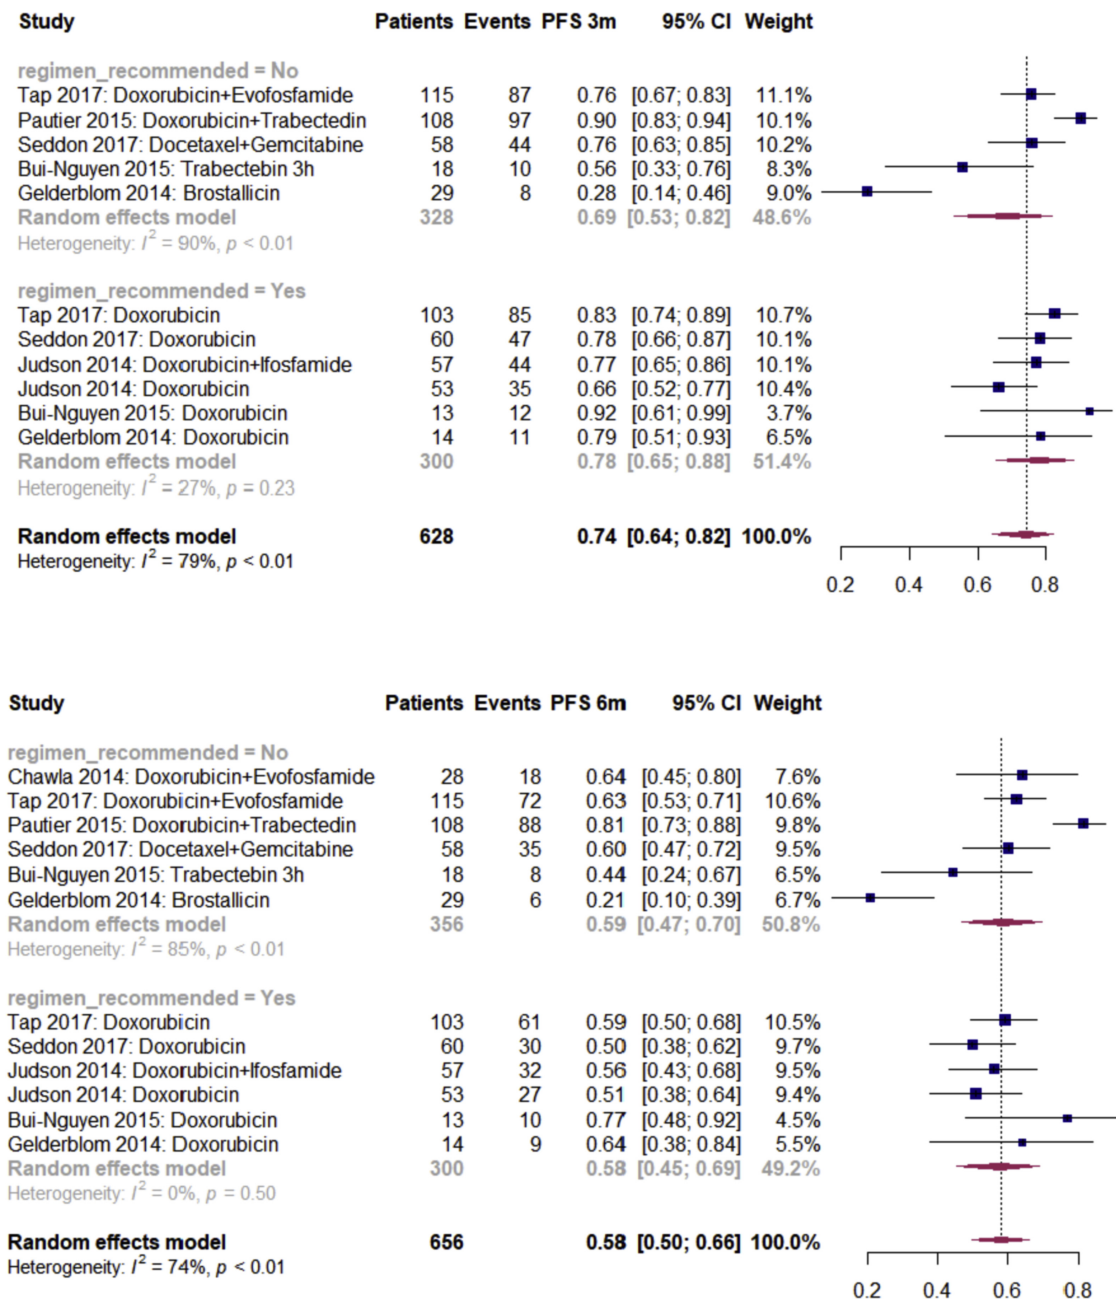 Study Patients Events PFS 3m 95% CI Weight
regimen_recommended = No
Tap 2017: Doxorubicin+Evofosfamide 115 87 0.76 [0.67; 0.83] 11.1%
Pautier 2015: Doxorubicin+Trabectedin 108 97 0.90 [0.83; 0.94] 10.1%
Seddon 2017: Docetaxel+Gemcitabine 58 44 0.76 [0.63; 0.85] 10.2%
Bui-Nguyen 2015: Trabectebin 3h 18 10 0.56 [0.33; 0.76] 8.3%
Gelderblom 2014: Brostallicin 29 8 0.28 [0.14; 0.46] 9.0%
Random effects model 328 0.69 [0.53; 0.82] 48.6%
Heterogeneity: I² = 90%, p < 0.01
regimen_recommended = Yes
Tap 2017: Doxorubicin 103 85 0.83 [0.74; 0.89] 10.7%
Seddon 2017: Doxorubicin 60 47 0.78 [0.66; 0.87] 10.1%
Judson 2014: Doxorubicin+Ifosfamide 57 44 0.77 [0.65; 0.86] 10.1%
Judson 2014: Doxorubicin 53 35 0.66 [0.52; 0.77] 10.4%
Bui-Nguyen 2015: Doxorubicin 13 12 0.92 [0.61; 0.99] 3.7%
Gelderblom 2014: Doxorubicin 14 11 0.79 [0.51; 0.93] 6.5%
Random effects model 300 0.78 [0.65; 0.88] 51.4%
Heterogeneity: I² = 27%, p = 0.23
Random effects model 628 0.74 [0.64; 0.82] 100.0%
Heterogeneity: I² = 79%, p < 0.01
0.2 0.4 0.6 0.8
Study Patients Events PFS 6m 95% CI Weight
regimen_recommended = No
Chawla 2014: Doxorubicin+Evofosfamide 28 18 0.64 [0.45; 0.80] 7.6%
Tap 2017: Doxorubicin+Evofosfamide 115 72 0.63 [0.53; 0.71] 10.6%
Pautier 2015: Doxorubicin+Trabectedin 108 88 0.81 [0.73; 0.88] 9.8%
Seddon 2017: Docetaxel+Gemcitabine 58 35 0.60 [0.47; 0.72] 9.5%
Bui-Nguyen 2015: Trabectebin 3h 18 8 0.44 [0.24; 0.67] 6.5%
Gelderblom 2014: Brostallicin 29 6 0.21 [0.10; 0.39] 6.7%
Random effects model 356 0.59 [0.47; 0.70] 50.8%
Heterogeneity: I² = 85%, p < 0.01
regimen_recommended = Yes
Tap 2017: Doxorubicin 103 61 0.59 [0.50; 0.68] 10.5%
Seddon 2017: Doxorubicin 60 30 0.50 [0.38; 0.62] 9.7%
Judson 2014: Doxorubicin+Ifosfamide 57 32 0.56 [0.43; 0.68] 9.5%
Judson 2014: Doxorubicin 53 27 0.51 [0.38; 0.64] 9.4%
Bui-Nguyen 2015: Doxorubicin 13 10 0.77 [0.48; 0.92] 4.5%
Gelderblom 2014: Doxorubicin 14 9 0.64 [0.38; 0.84] 5.5%
Random effects model 300 0.58 [0.45; 0.69] 49.2%
Heterogeneity: I² = 0%, p = 0.50
Random effects model 656 0.58 [0.50; 0.66] 100.0%
Heterogeneity: I² = 74%, p < 0.01
0.2 0.4 0.6 0.8